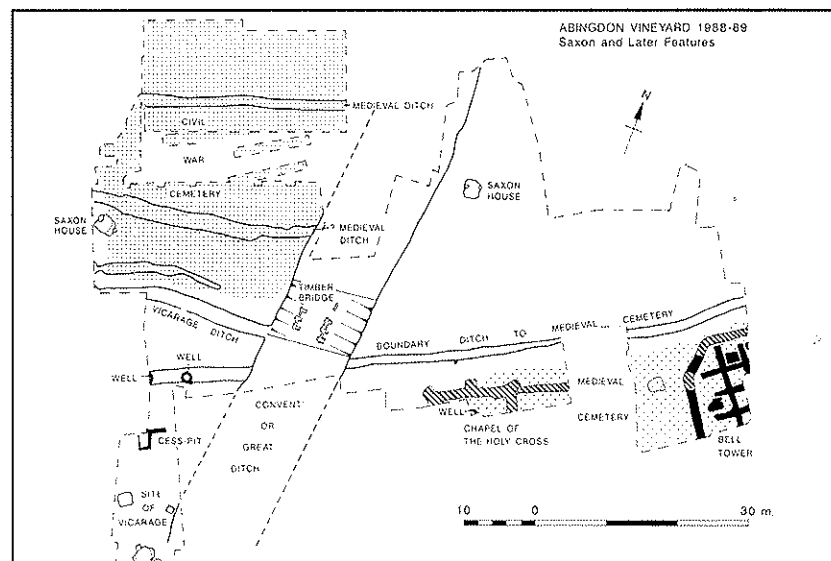 ABINGDON VINEYARD 1988-89
Saxon and Later Features
MEDIEVAL DITCH
CIVIL
WAR
CEMETERY
N
SAXON
HOUSE
SAXON
HOUSE
MEDIEVAL
DITCH
TIMBER
BRIDGE
VICARAGE DITCH
BOUNDARY DITCH TO MEDIEVAL CEMETERY
WELL
WELL
CONVENT
OR
GREAT
DITCH
MEDIEVAL
CEMETERY
WELL
CHAPEL OF
THE HOLY CROSS
CESS-PIT
BELL
TOWER
SITE
OF
VICARAGE
10 0 30 m.